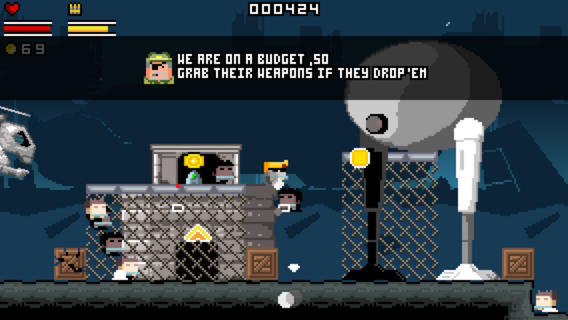 000424
69
WE ARE ON A BUDGET ,SO
GRAB THEIR WEAPONS IF THEY DROP'EM